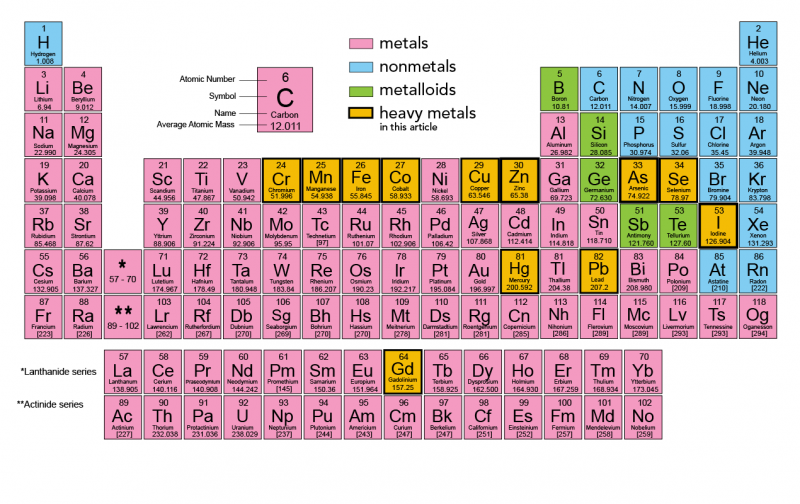 1 2
H He
Hydrogen Helium
1.008 4.003
metals
nonmetals
metalloids
heavy metals
in this article
Atomic Number 6
Symbol C
Name Carbon
Average Atomic Mass 12.011
3 4 5 6 7 8 9 10
Li Be B C N O F Ne
Lithium Beryllium Boron Carbon Nitrogen Oxygen Fluorine Neon
6.94 9.012 10.81 12.011 14.007 15.999 18.998 20.180
11 12 13 14 15 16 17 18
Na Mg Al Si P S Cl Ar
Sodium Magnesium Aluminum Silicon Phosphorus Sulfur Chlorine Argon
22.990 24.305 26.982 28.085 30.974 32.06 35.45 39.948
19 20 21 22 23 24 25 26 27 28 29 30 31 32 33 34 35 36
K Ca Sc Ti V Cr Mn Fe Co Ni Cu Zn Ga Ge As Se Br Kr
Potassium Calcium Scandium Titanium Vanadium Chromium Manganese Iron Cobalt Nickel Copper Zinc Gallium Germanium Arsenic Selenium Bromine Krypton
39.098 40.078 44.956 47.867 50.942 51.996 54.938 55.845 58.933 58.693 63.546 65.38 69.723 72.630 74.922 78.97 79.904 83.798
37 38 39 40 41 42 43 44 45 46 47 48 49 50 51 52 53 54
Rb Sr Y Zr Nb Mo Tc Ru Rh Pd Ag Cd In Sn Sb Te I Xe
Rubidium Strontium Yttrium Zirconium Niobium Molybdenum Technetium Ruthenium Rhodium Palladium Silver Cadmium Indium Tin Antimony Tellurium Iodine Xenon
85.468 87.62 88.906 91.224 92.906 95.95 [97] 101.07 102.906 106.42 107.868 112.414 114.818 118.710 121.760 127.60 126.904 131.293
55 56 * 71 72 73 74 75 76 77 78 79 80 81 82 83 84 85 86
Cs Ba 57 - 70 Lu Hf Ta W Re Os Ir Pt Au Hg Tl Pb Bi Po At Rn
Cesium Barium Lutetium Hafnium Tantalum Tungsten Rhenium Osmium Iridium Platinum Gold Mercury Thallium Lead Bismuth Polonium Astatine Radon
132.905 137.327 174.967 178.49 180.948 183.84 186.207 190.23 192.217 195.084 196.997 200.592 204.38 207.2 208.980 [209] [210] [222]
87 88 ** 103 104 105 106 107 108 109 110 111 112 113 114 115 116 117 118
Fr Ra 89 - 102 Lr Rf Db Sg Bh Hs Mt Ds Rg Cn Nh Fl Mc Lv Ts Og
Francium Radium Lawrencium Rutherfordium Dubnium Seaborgium Bohrium Hassium Darmstadtium Roentgenium Copernicium Nihonium Flerovium Moscovium Tennessine Oganessen
[223] [226] [262] [267] [270] [269] [270] [270] [278] [281] [281] [285] [286] [289] [289] [293] [293] [294]
*Lanthanide series
57 58 59 60 61 62 63 64 65 66 67 68 69 70
La Ce Pr Nd Pm Sm Eu Gd Tb Dy Ho Er Th Yb
Lanthanum Cerium Praseodymium Neodymium Promethium Samarium Europium Gadolinium Terbium Dysprosium Holmium Erbium Thulium Ytterbium
138.905 140.116 140.908 144.242 [145] 150.36 151.964 157.25 158.925 162.500 164.930 167.259 168.934 173.045
**Actinide series
89 90 91 92 93 94 95 96 97 98 99 100 101 102
Ac Th Pa U Np Pu Am Cm Bk Cf Es Fm Md No
Actinium Thorium Protactinium Uranium Neptunium Plutonium Americium Curium Berkelium Californium Einsteinium Fermium Mendelevium Nobelium
[227] 232.038 231.036 238.029 [237] [244] [243] [247] [247] [251] [252] [257] [258] [259]